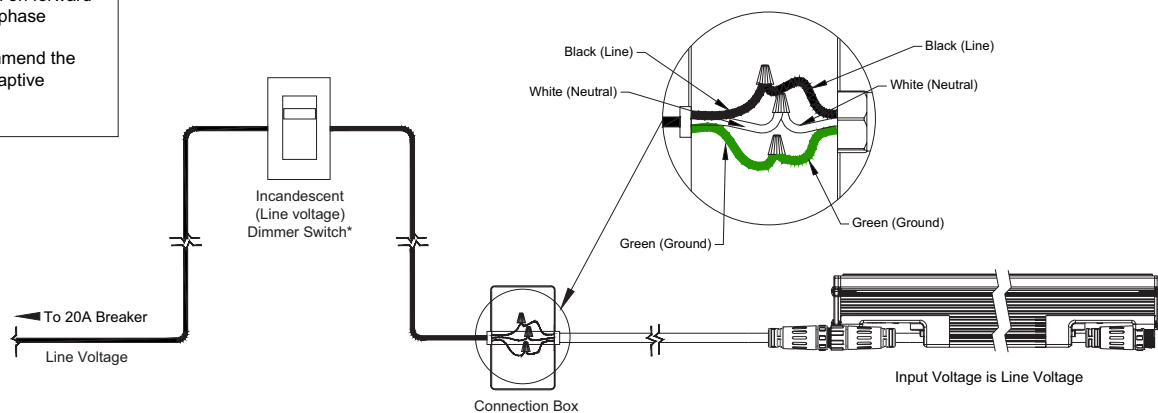 on forward
phase
mend the
aptive
Black (Line)
Black (Line)
White (Neutral)
White (Neutral)
Green (Ground)
Green (Ground)
Incandescent
(Line voltage)
Dimmer Switch*
To 20A Breaker
Line Voltage
Connection Box
Input Voltage is Line Voltage